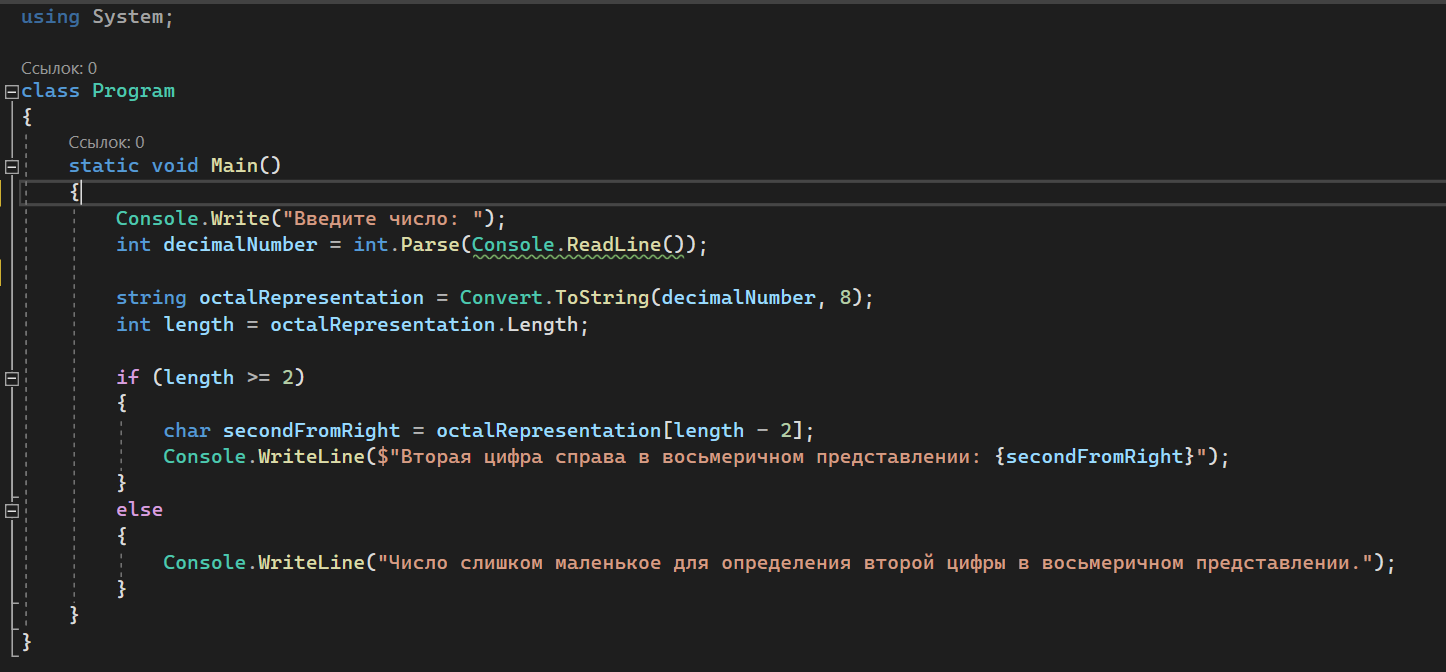 using System;
Ссылок: 0
class Program
{
Ссылок: 0
static void Main()
{
Console.Write("Введите число: ");
int decimalNumber = int.Parse(Console.ReadLine());
string octalRepresentation = Convert.ToString(decimalNumber, 8);
int length = octalRepresentation.Length;
if (length >= 2)
{
char secondFromRight = octalRepresentation[length - 2];
Console.WriteLine($"Вторая цифра справа в восьмеричном представлении: {secondFromRight}");
}
else
{
Console.WriteLine("Число слишком маленькое для определения второй цифры в восьмеричном представлении.");
}
}
}